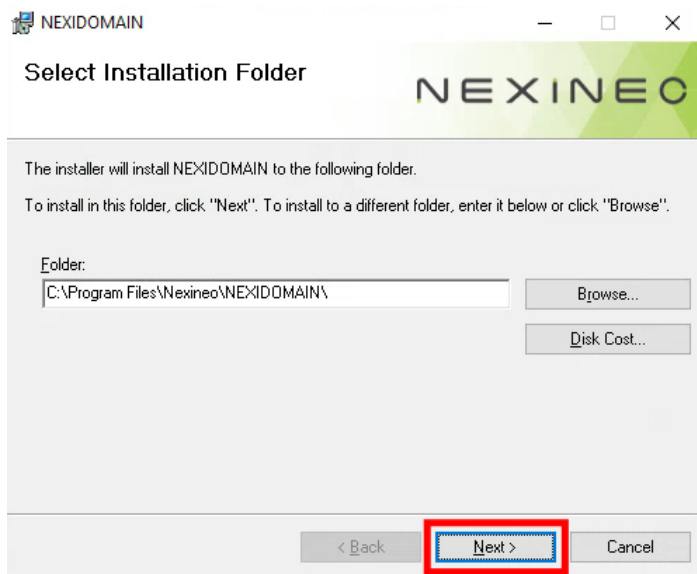 NEXIDOMAIN
Select Installation Folder
NEXINEO
The installer will install NEXIDOMAIN to the following folder.
To install in this folder, click "Next". To install to a different folder, enter it below or click "Browse".
Folder:
C:\Program Files\Nexineo\NEXIDOMAIN\
Browse...
Disk Cost...
< Back
Next >
Cancel